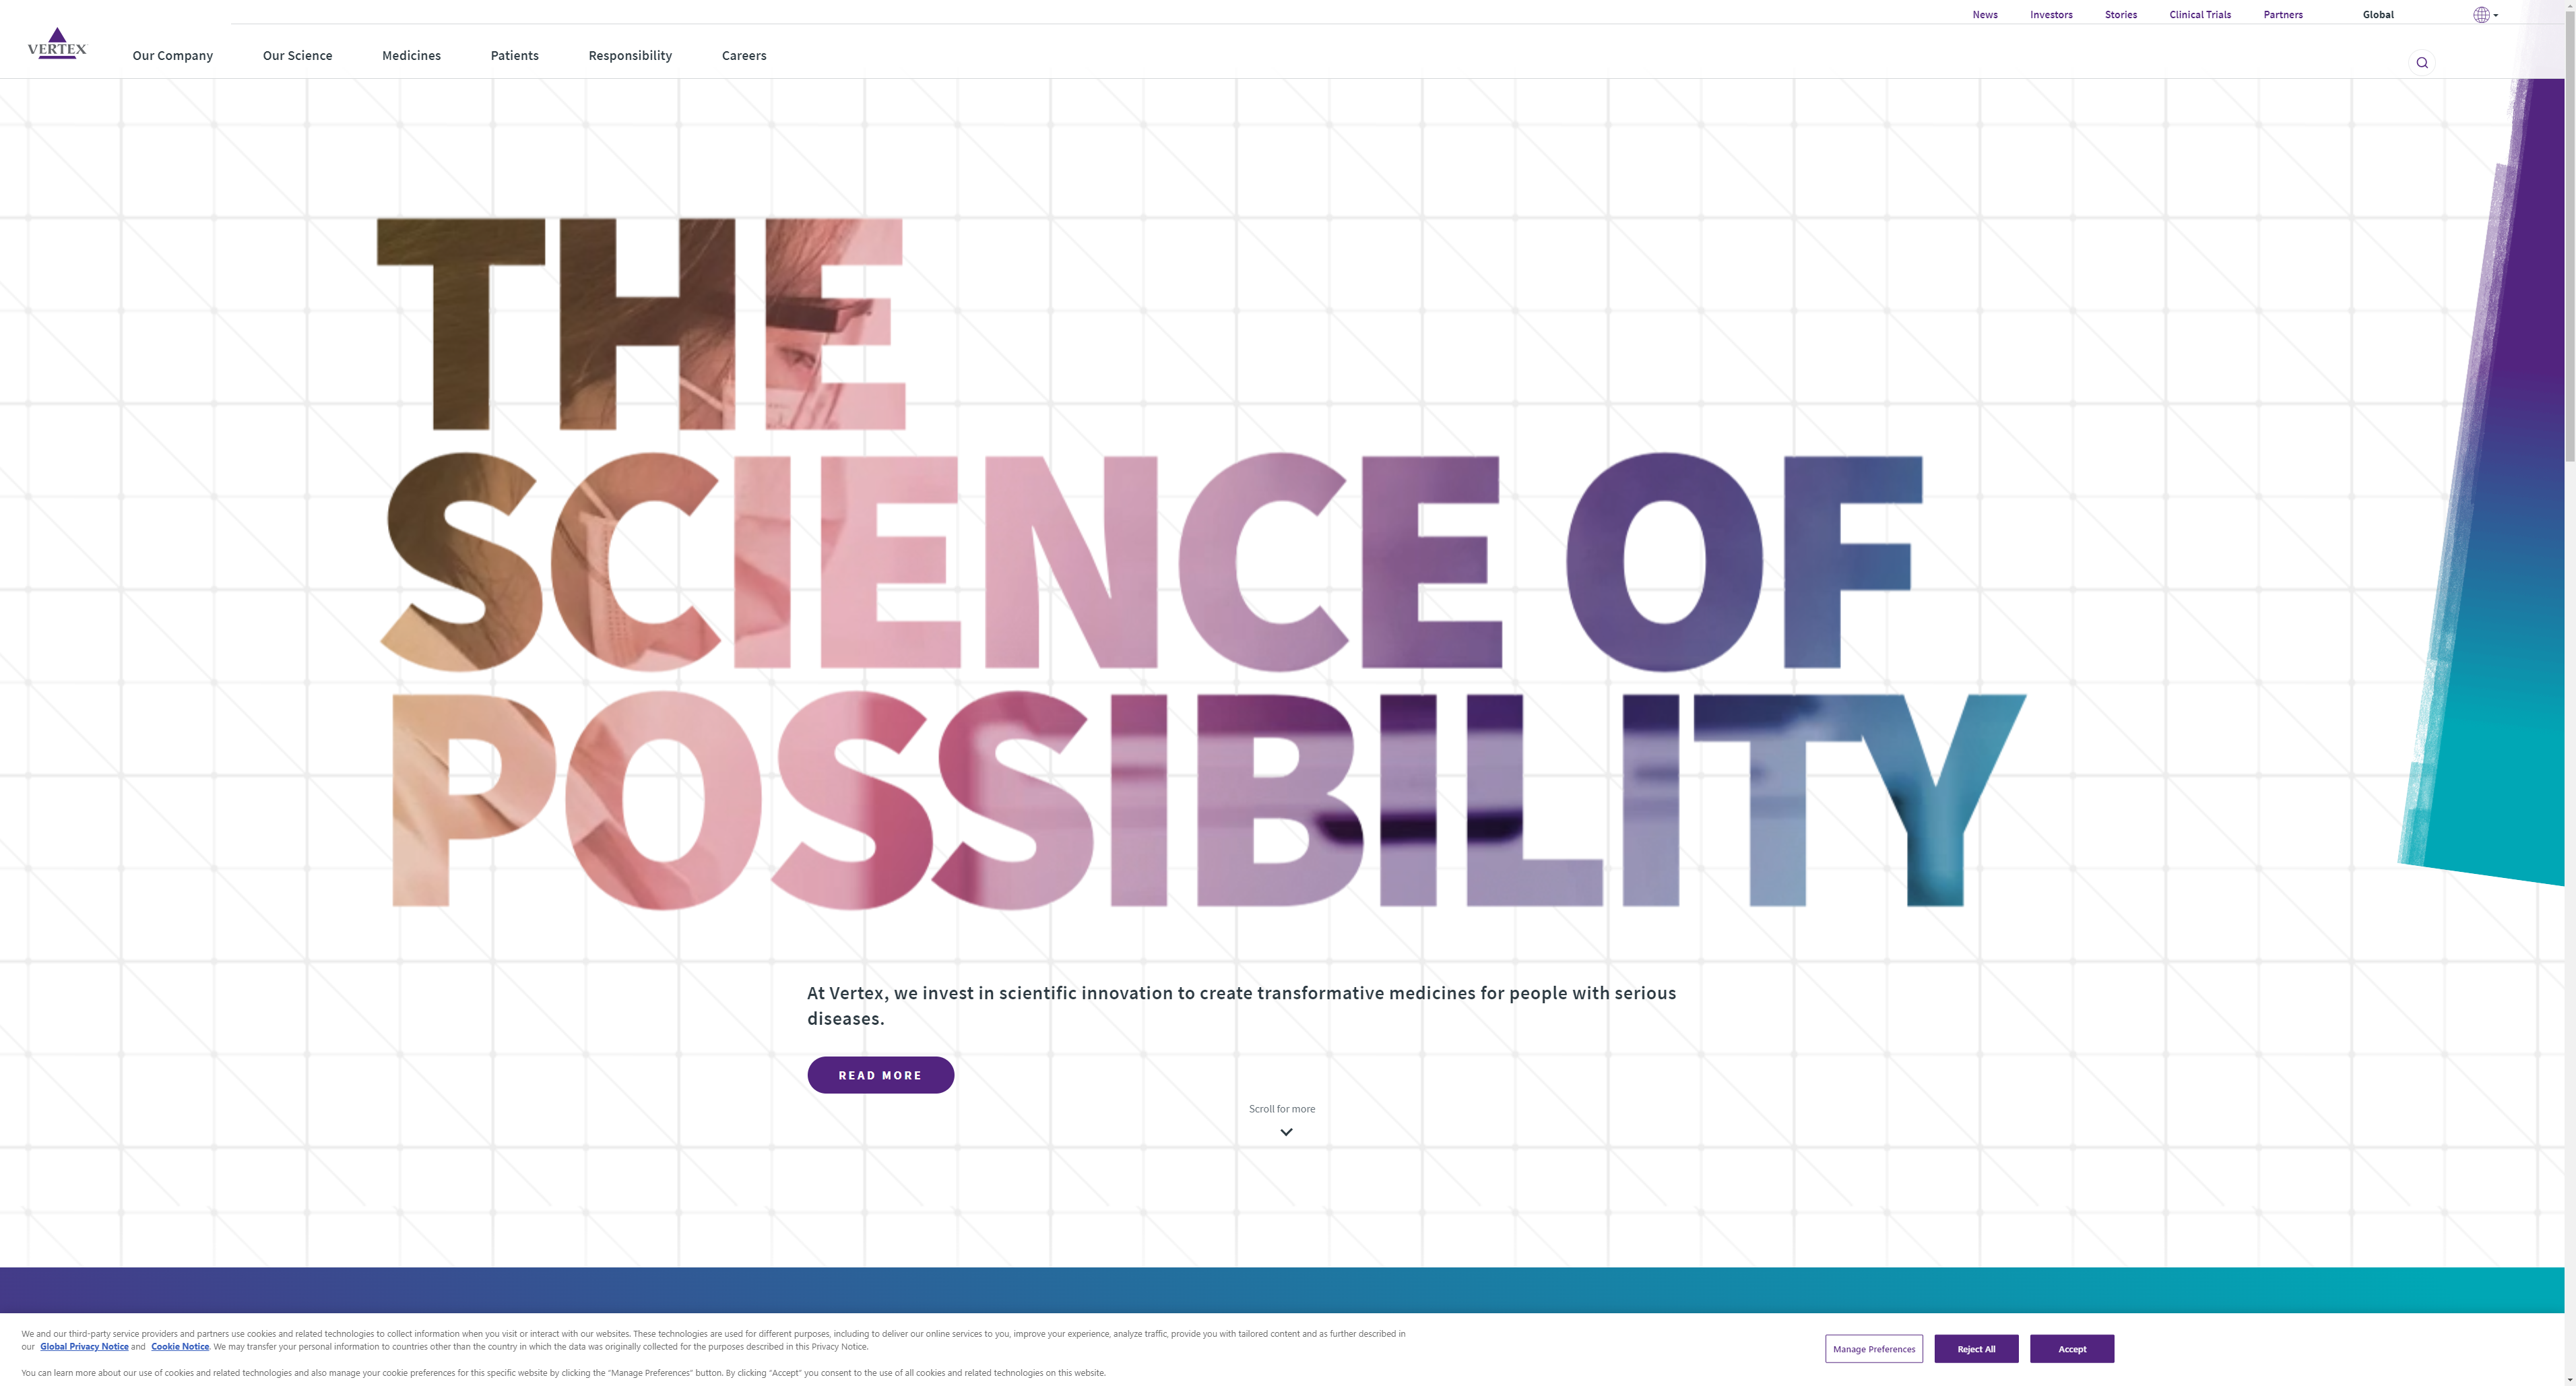 News Investors Stories Clinical Trials Partners Global
VERTEX
Our Company Our Science Medicines Patients Responsibility Careers
THE
SCIENCE OF
POSSIBILITY
At Vertex, we invest in scientific innovation to create transformative medicines for people with serious
diseases.
READ MORE
Scroll for more
We and our third-party service providers and partners use cookies and related technologies to collect information when you visit or interact with our websites. These technologies are used for different purposes, including to deliver our online services to you, improve your experience, analyze traffic, provide you with tailored content and as further described in
our Global Privacy Notice and Cookie Notice. We may transfer your personal information to countries other than the country in which the data was originally collected for the purposes described in this Privacy Notice.
You can learn more about our use of cookies and related technologies and also manage your cookie preferences for this specific website by clicking the "Manage Preferences" button. By clicking "Accept" you consent to the use of all cookies and related technologies on this website.
Manage Preferences Reject All Accept